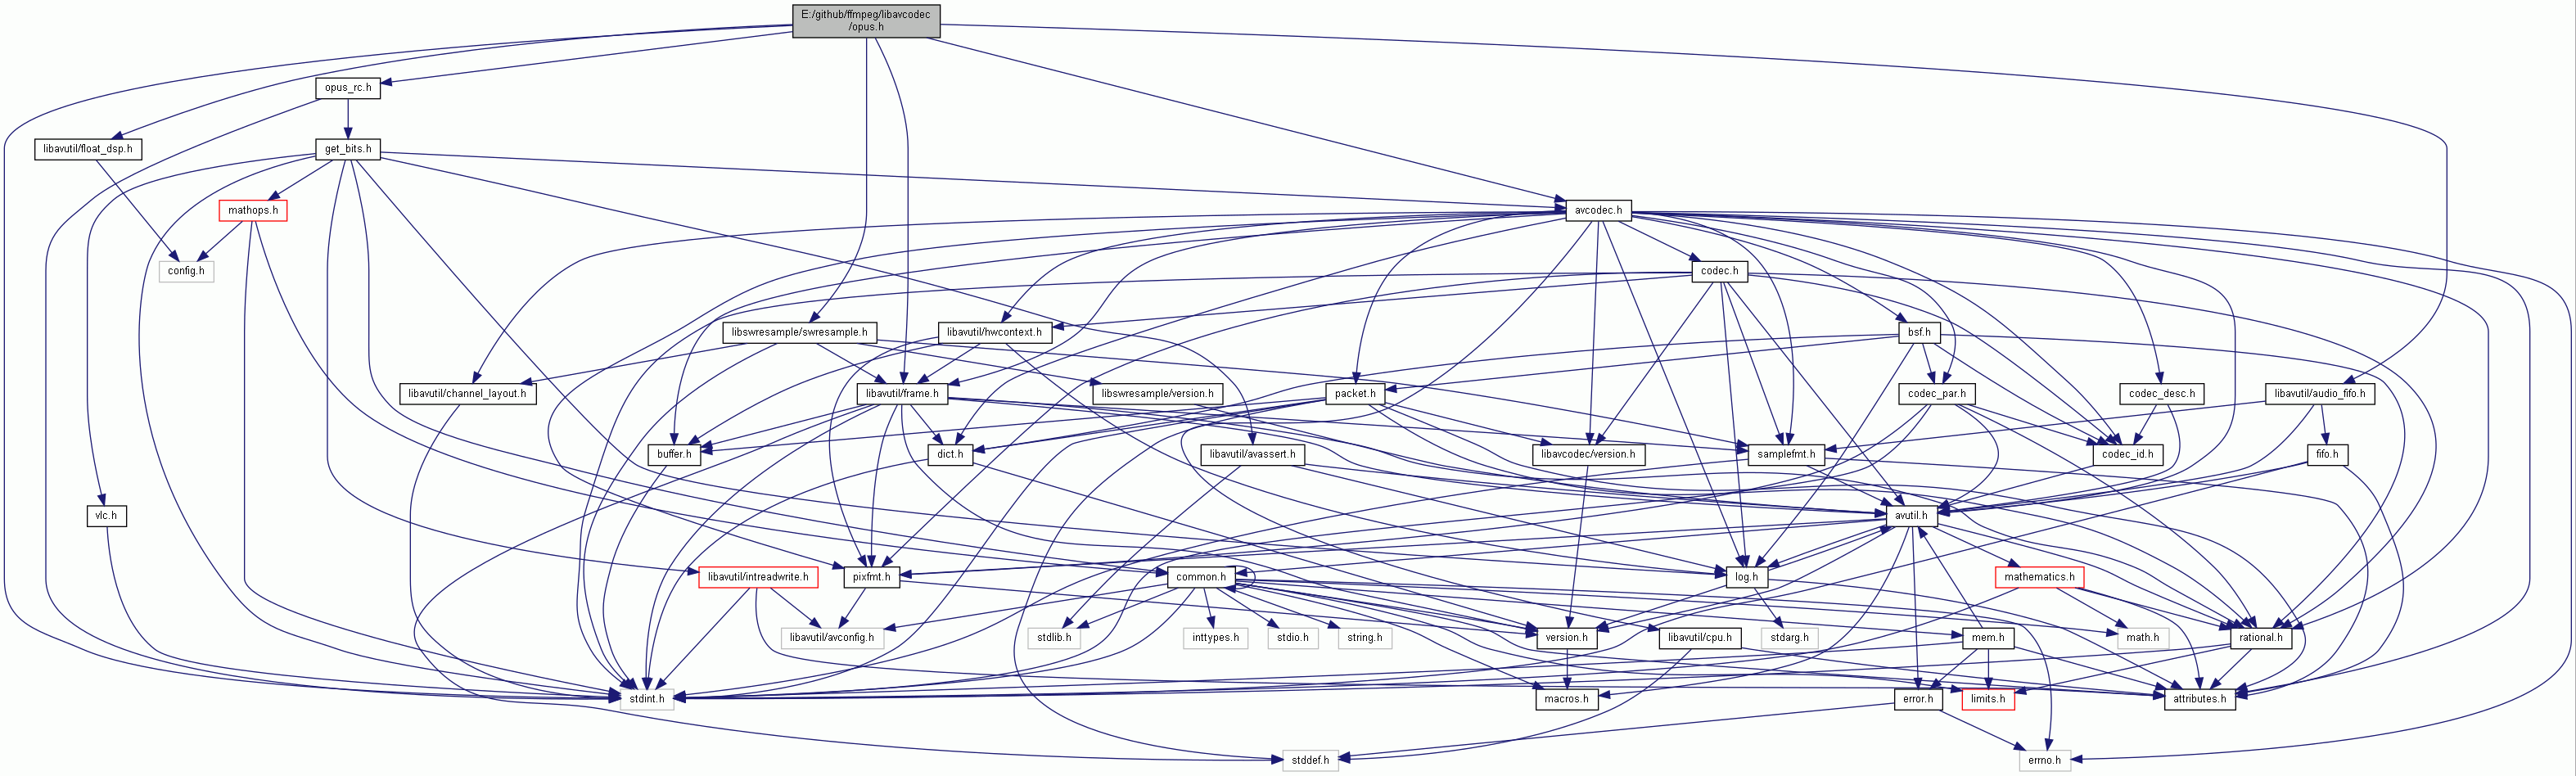 E:/github/ffmpeg/libavcodec
/opus.h
opus_rc.h
libavutil/float_dsp.h
get_bits.h
mathops.h
avcodec.h
config.h
codec.h
libswresample/swresample.h
libavutil/hwcontext.h
bsf.h
libavutil/channel_layout.h
libavutil/frame.h
libswresample/version.h
packet.h
codec_par.h
codec_desc.h
libavutil/audio_fifo.h
buffer.h
dict.h
libavutil/avassert.h
libavcodec/version.h
samplefmt.h
codec_id.h
fifo.h
vlc.h
avutil.h
libavutil/intreadwrite.h
pixfmt.h
common.h
log.h
mathematics.h
libavutil/avconfig.h
stdlib.h
inttypes.h
stdio.h
string.h
version.h
libavutil/cpu.h
stdarg.h
mem.h
math.h
rational.h
stdint.h
macros.h
error.h
limits.h
attributes.h
stddef.h
errno.h